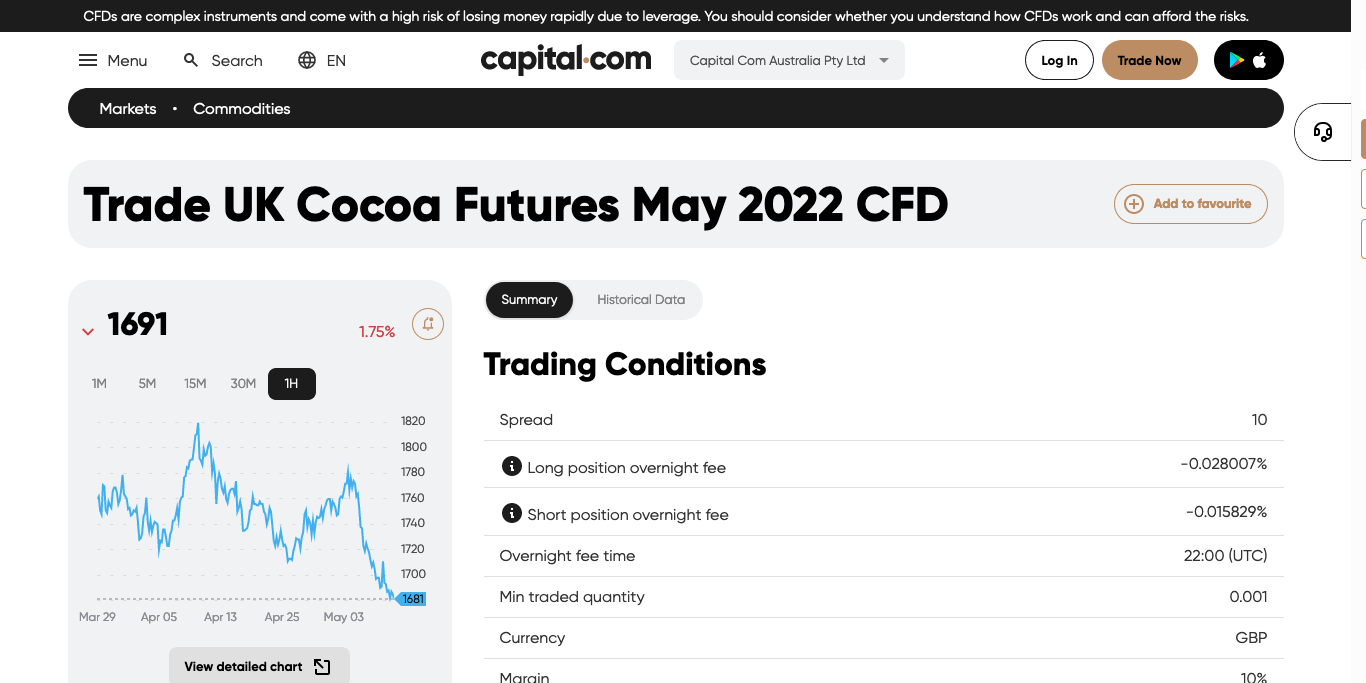 CFDs are complex instruments and come with a high risk of losing money rapidly due to leverage. You should consider whether you understand how CFDs work and can afford the risks.
Menu Search EN capital.com Capital Com Australia Pty Ltd Log In Trade Now
Markets • Commodities
Trade UK Cocoa Futures May 2022 CFD Add to favourite
1691 1.75%
1M 5M 15M 30M 1H
1820
1800
1780
1760
1740
1720
1700
1681
Mar 29 Apr 05 Apr 13 Apr 25 May 03
View detailed chart
Summary Historical Data
Trading Conditions
Spread 10
Long position overnight fee -0.028007%
Short position overnight fee -0.015829%
Overnight fee time 22:00 (UTC)
Min traded quantity 0.001
Currency GBP
Margin 10%